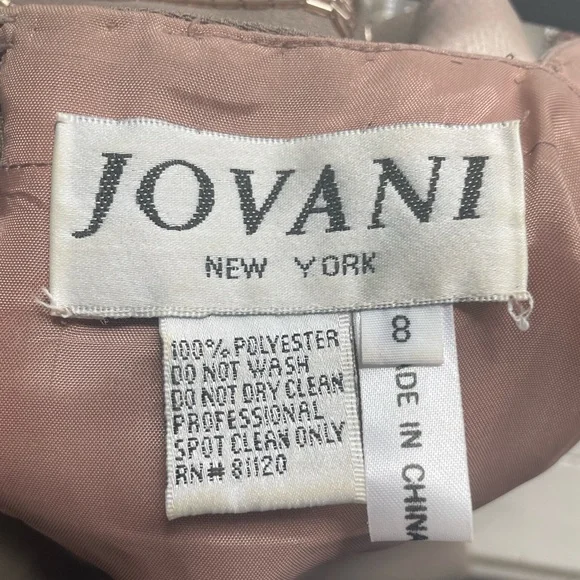 JOVANI
NEW YORK
100% POLYESTER
DO NOT WASH
DO NOT DRY CLEAN
PROFESSIONAL
SPOT CLEAN ONLY
RN# 81120
8
ADE IN CHINA